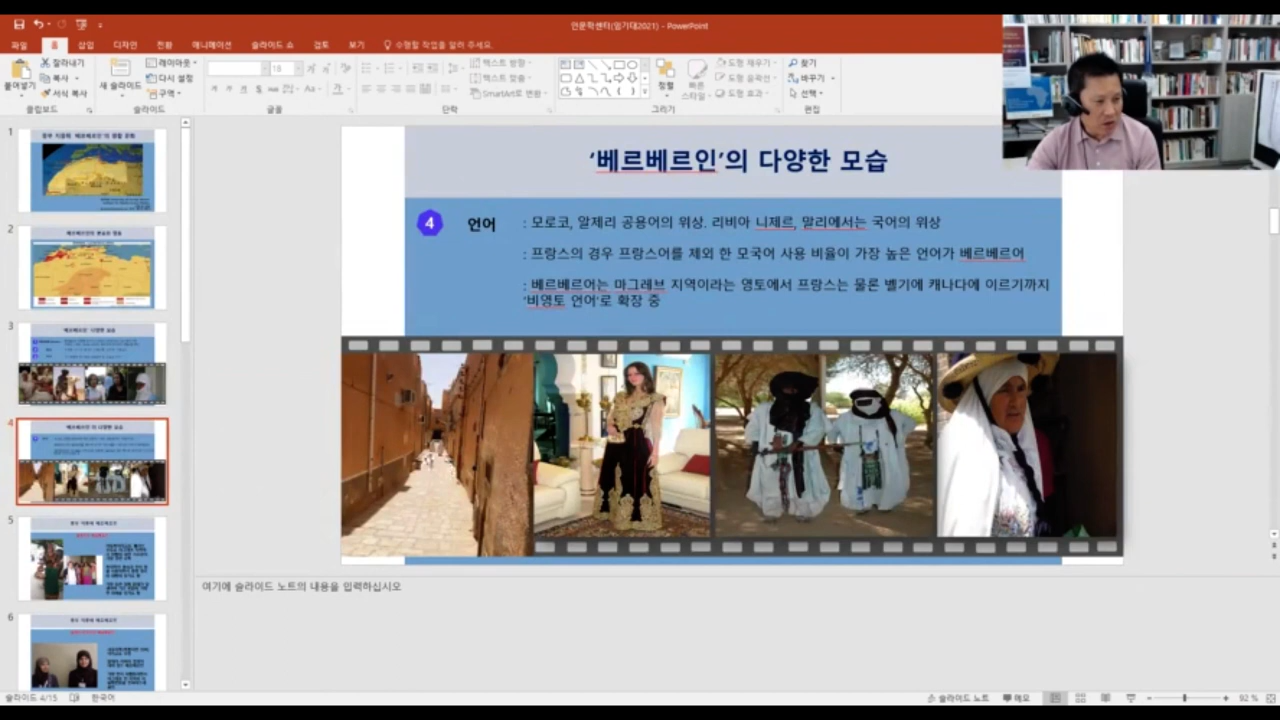 인문학센터(임기대2021) - PowerPoint
파일 홈 삽입 디자인 전환 애니메이션 슬라이드 쇼 검토 보기 수행할 작업을 알려 주세요.
붙여넣기
잘라내기
복사
서식 복사
클립보드
새 슬라이드
레이아웃
다시 설정
구역
슬라이드
18
글꼴
텍스트 방향
텍스트 맞춤
SmartArt로 변환
단락
정렬
빠른 스타일
도형 채우기
도형 윤곽선
도형 효과
그리기
찾기
바꾸기
선택
편집
1
2
3
4
5
6
'베르베르인'의 다양한 모습
4 언어 : 모로코, 알제리 공용어의 위상. 리비아 니제르, 말리에서는 국어의 위상
: 프랑스의 경우 프랑스어를 제외 한 모국어 사용 비율이 가장 높은 언어가 베르베르어
: 베르베르어는 마그레브 지역이라는 영토에서 프랑스는 물론 벨기에 캐나다에 이르기까지
'비영토 언어'로 확장 중
여기에 슬라이드 노트의 내용을 입력하십시오
슬라이드 4/15 한국어 슬라이드 노트 메모 92 %